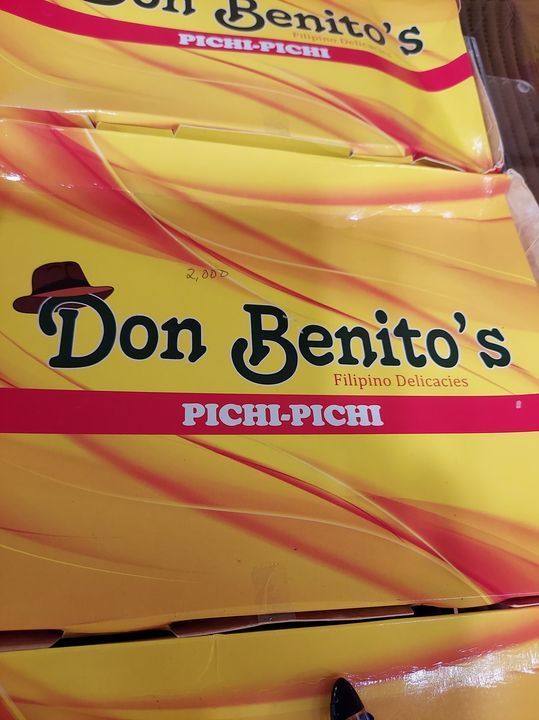 Don Benito's
Filipino Delicacies
PICHI-PICHI
2,000
Don Benito's
Filipino Delicacies
PICHI-PICHI